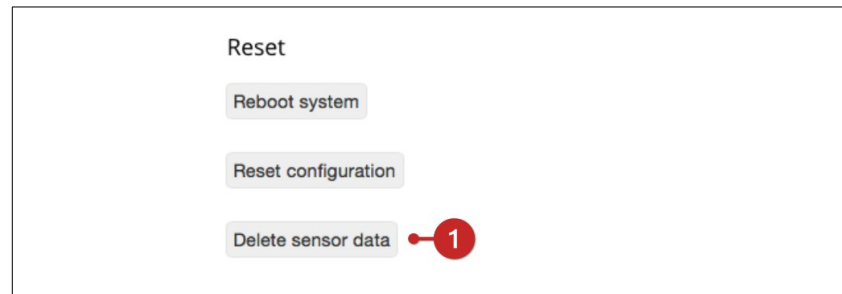 Reset
Reboot system
Reset configuration
Delete sensor data 1